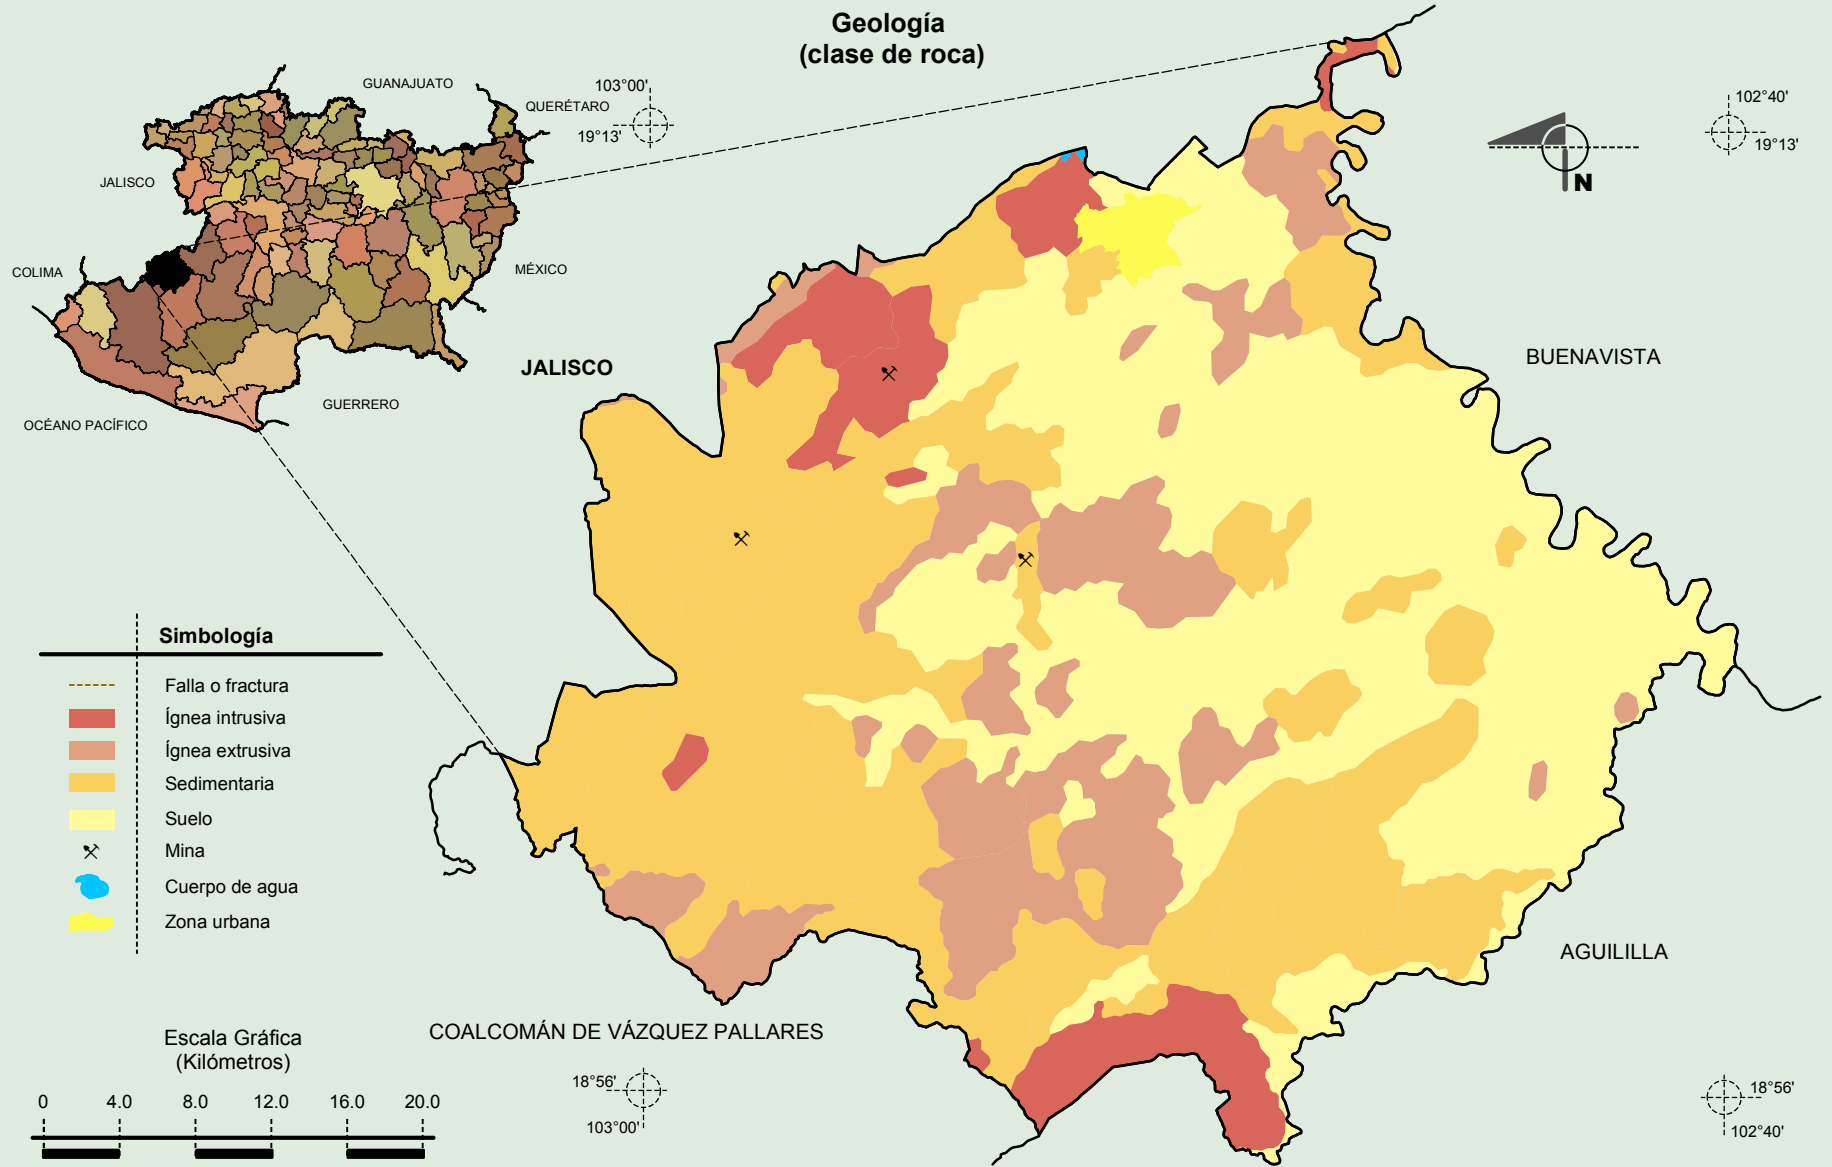 Geología
(clase de roca)
GUANAJUATO
QUERÉTARO
JALISCO
COLIMA
MÉXICO
GUERRERO
OCÉANO PACÍFICO
103°00'
19°13'
102°40'
19°13'
N
JALISCO
BUENAVISTA
AGUILILLA
COALCOMÁN DE VÁZQUEZ PALLARES
Simbología
Falla o fractura
Ígnea intrusiva
Ígnea extrusiva
Sedimentaria
Suelo
Mina
Cuerpo de agua
Zona urbana
Escala Gráfica
(Kilómetros)
0 4.0 8.0 12.0 16.0 20.0
18°56'
103°00'
18°56'
102°40'